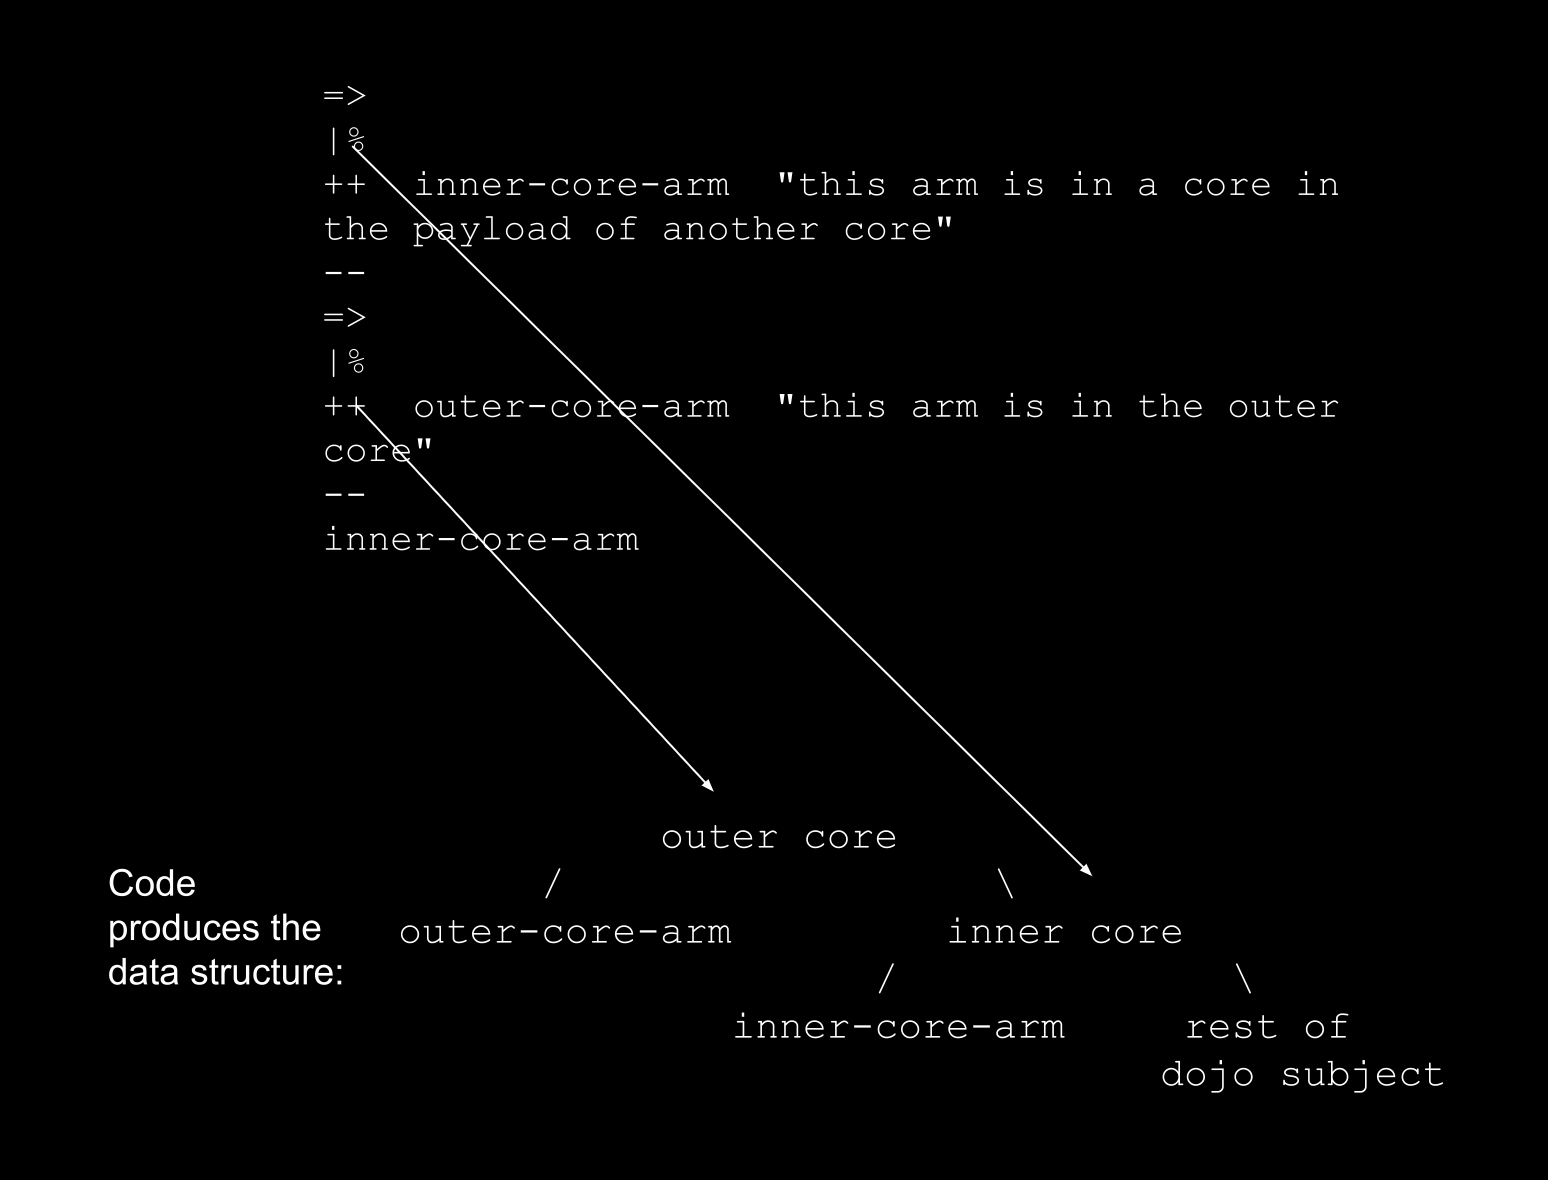 =>
|%
++  inner-core-arm  "this arm is in a core in
the payload of another core"
--
=>
|%
++  outer-core-arm  "this arm is in the outer
core"
--
inner-core-arm
outer core
/ \
Code
produces the
data structure:
outer-core-arm inner core
/ \
inner-core-arm rest of
dojo subject